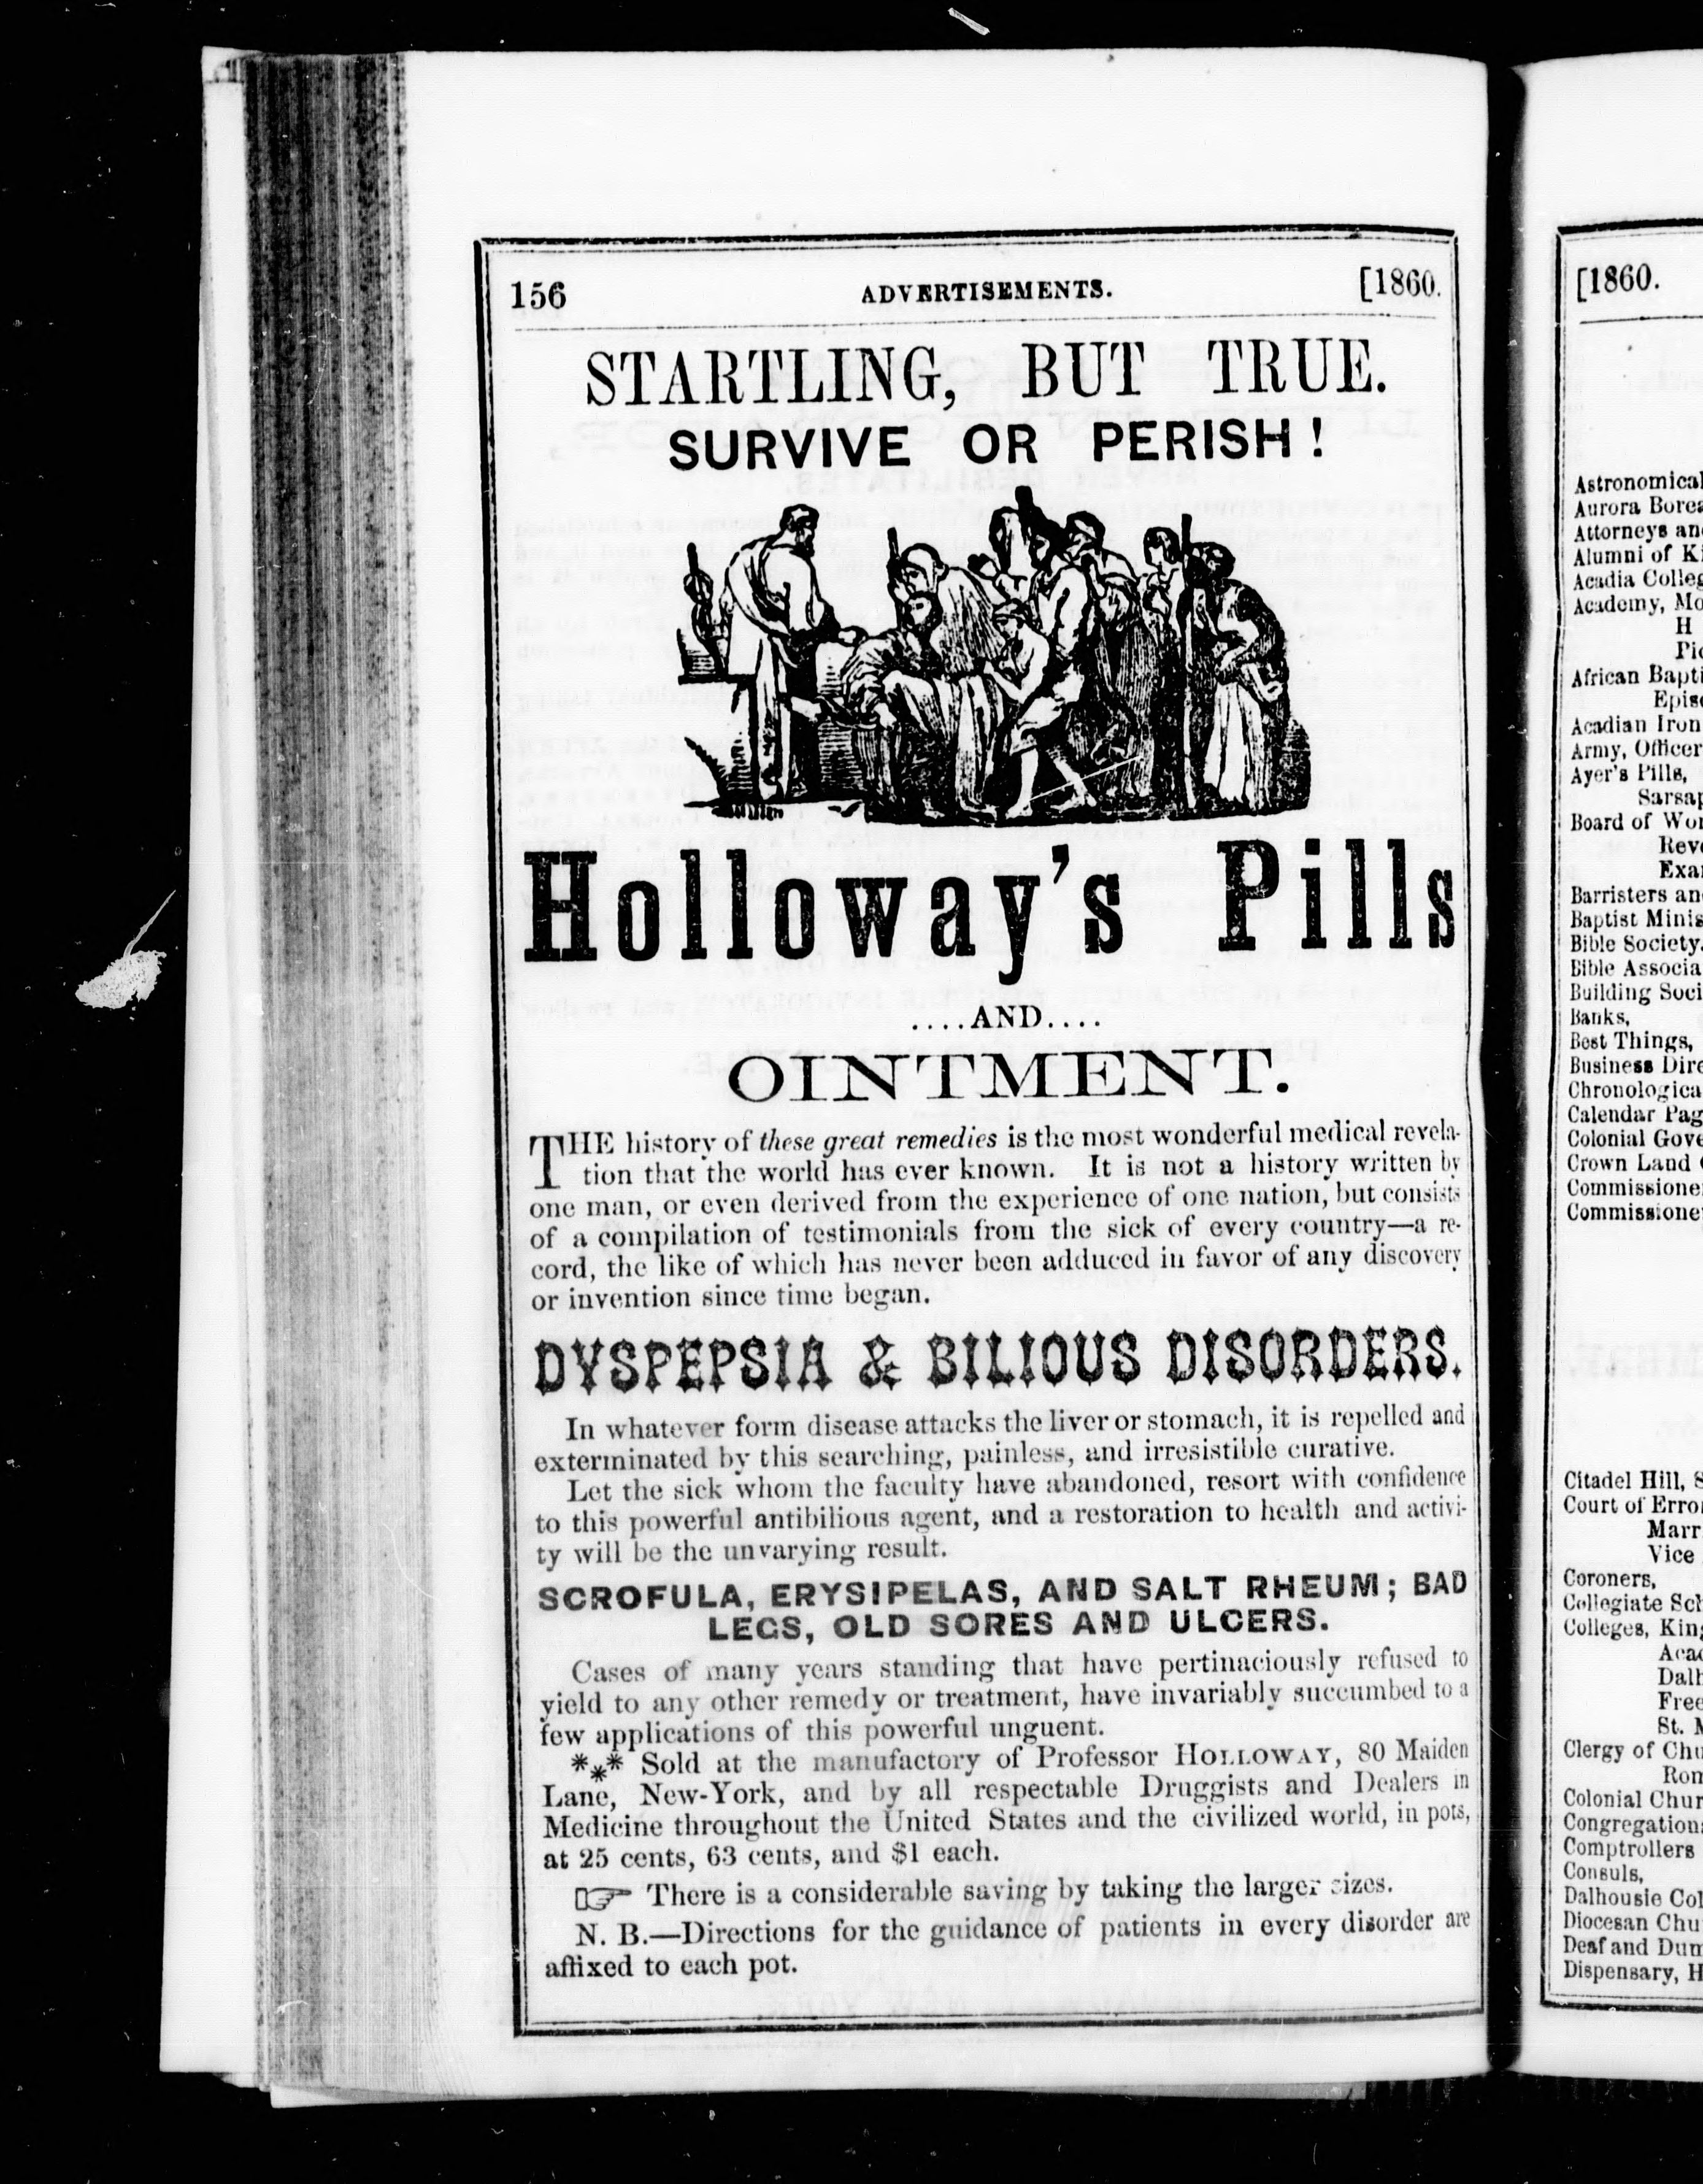 156 ADVERTISEMENTS. [1860.
STARTLING, BUT TRUE.
SURVIVE OR PERISH!
Holloway's Pills
....AND....
OINTMENT.
THE history of these great remedies is the most wonderful medical revela-
tion that the world has ever known. It is not a history written by
one man, or even derived from the experience of one nation, but consists
of a compilation of testimonials from the sick of every country—a re-
cord, the like of which has never been adduced in favor of any discovery
or invention since time began.
DYSPEPSIA & BILIOUS DISORDERS.
In whatever form disease attacks the liver or stomach, it is repelled and
exterminated by this searching, painless, and irresistible curative.
Let the sick whom the faculty have abandoned, resort with confidence
to this powerful antibilious agent, and a restoration to health and activi-
ty will be the unvarying result.
SCROFULA, ERYSIPELAS, AND SALT RHEUM; BAD
LEGS, OLD SORES AND ULCERS.
Cases of many years standing that have pertinaciously refused to
yield to any other remedy or treatment, have invariably succumbed to a
few applications of this powerful unguent.
*** Sold at the manufactory of Professor HOLLOWAY, 80 Maiden
Lane, New-York, and by all respectable Druggists and Dealers in
Medicine throughout the United States and the civilized world, in pots,
at 25 cents, 63 cents, and $1 each.
☞ There is a considerable saving by taking the larger sizes.
N. B.—Directions for the guidance of patients in every disorder are
affixed to each pot.
[1860.
Astronomical
Aurora Borea
Attorneys an
Alumni of Ki
Acadia Colleg
Academy, Mo
H
Pic
African Bapti
Epis
Acadian Iron
Army, Officer
Ayer's Pills,
Sarsap
Board of Wor
Reve
Exa
Barristers an
Baptist Minis
Bible Society.
Bible Associa
Building Soci
Banks,
Best Things,
Business Dire
Chronologica
Calendar Pag
Colonial Gove
Crown Land
Commissione
Commissione
Citadel Hill, S
Court of Erro
Marr
Vice
Coroners,
Collegiate Sch
Colleges, King
Acad
Dalh
Free
St. M
Clergy of Chu
Rom
Colonial Chur
Congregation
Comptrollers
Consuls,
Dalhousie Col
Diocesan Chu
Deaf and Dum
Dispensary, H